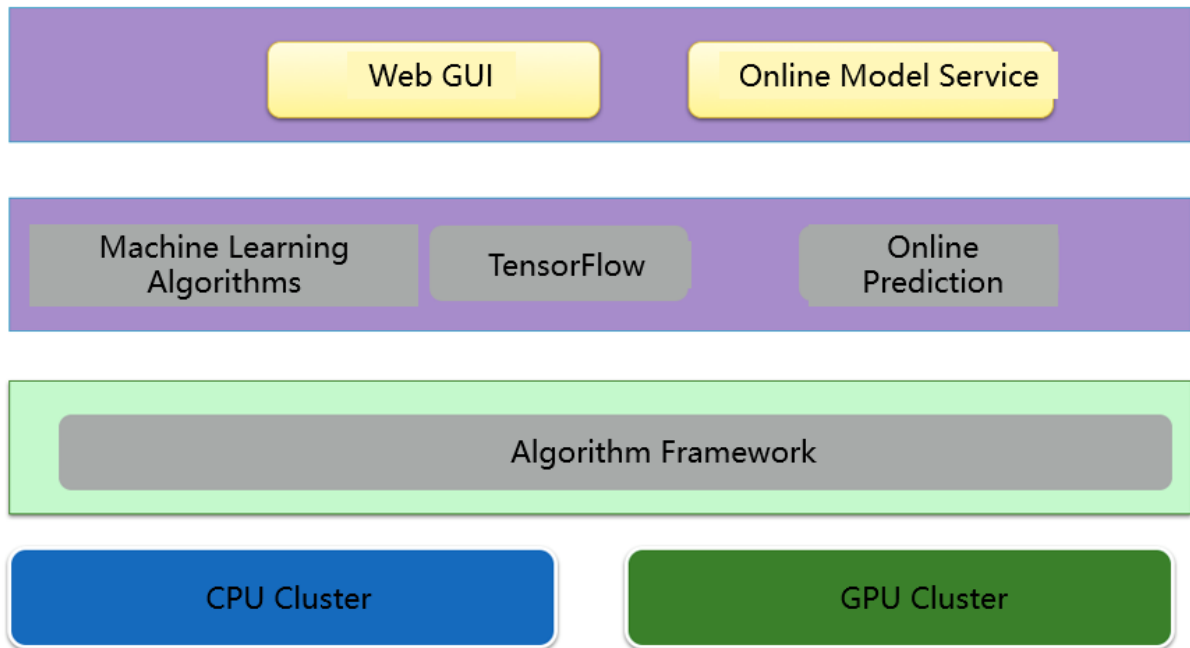 Web GUI
Online Model Service
Machine Learning
Algorithms
TensorFlow
Online
Prediction
Algorithm Framework
CPU Cluster
GPU Cluster